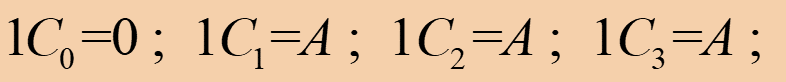 1C₀=0 ; 1C₁=A ; 1C₂=A ; 1C₃=A ;